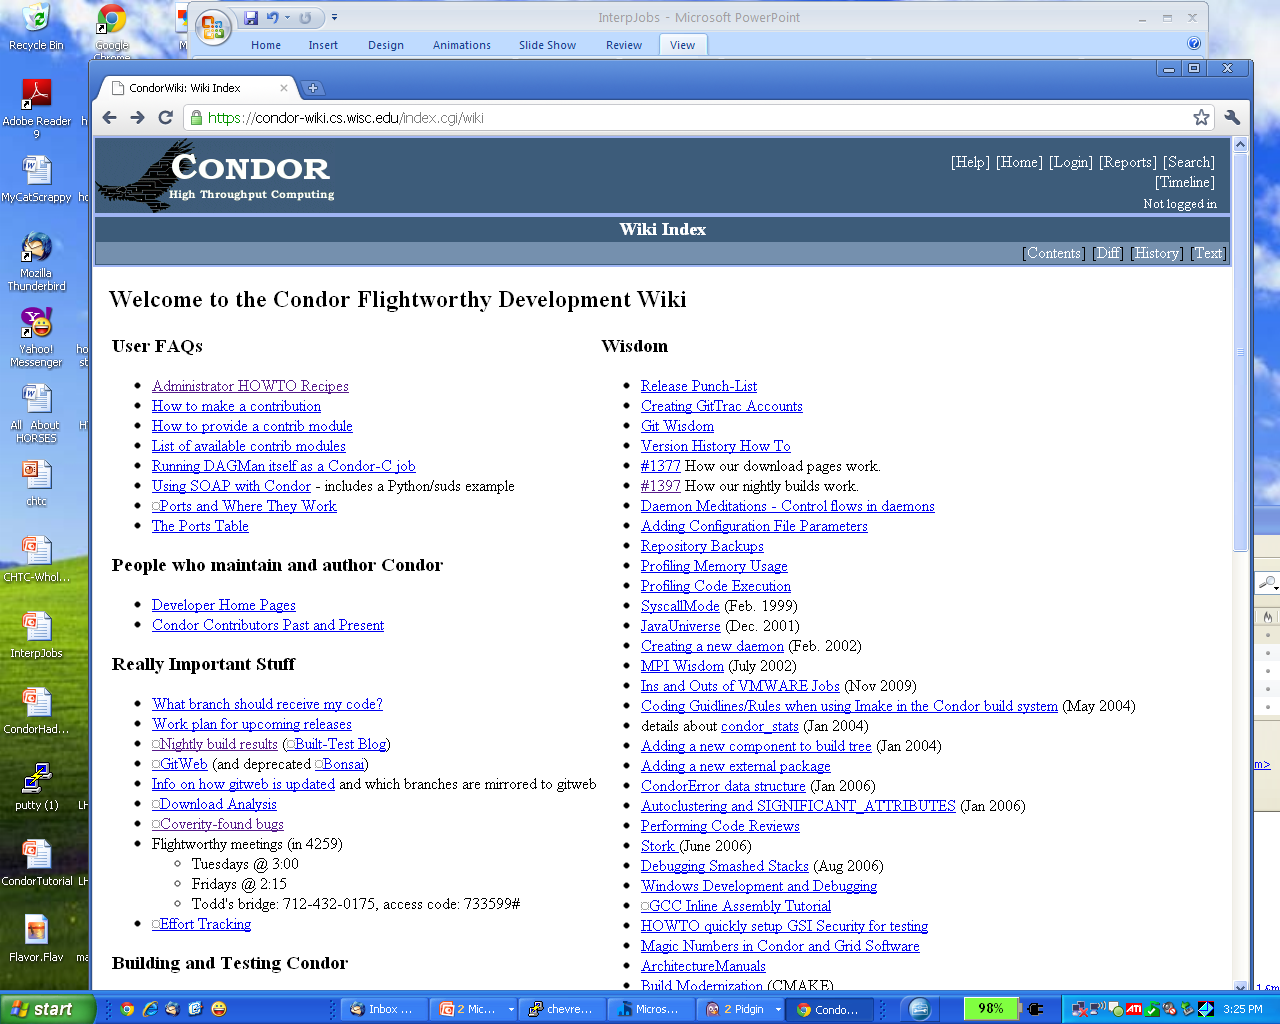 InterpJobs - Microsoft PowerPoint
Home Insert Design Animations Slide Show Review View
Recycle Bin
Google Chrome
Adobe Reader 9
MyCatScrappy
Mozilla Thunderbird
Yahoo! Messenger
All About HORSES
chtc
CHTC-Whol...
InterpJobs
CondorHad...
putty (1)
CondorTutorial
Flavor.Flav
CondorWiki: Wiki Index
https://condor-wiki.cs.wisc.edu/index.cgi/wiki
CONDOR
High Throughput Computing
[Help] [Home] [Login] [Reports] [Search]
[Timeline]
Not logged in
Wiki Index
[Contents] [Diff] [History] [Text]
Welcome to the Condor Flightworthy Development Wiki
User FAQs
Administrator HOWTO Recipes
How to make a contribution
How to provide a contrib module
List of available contrib modules
Running DAGMan itself as a Condor-C job
Using SOAP with Condor - includes a Python/suds example
Ports and Where They Work
The Ports Table
People who maintain and author Condor
Developer Home Pages
Condor Contributors Past and Present
Really Important Stuff
What branch should receive my code?
Work plan for upcoming releases
Nightly build results (Built-Test Blog)
GitWeb (and deprecated Bonsai)
Info on how gitweb is updated and which branches are mirrored to gitweb
Download Analysis
Coverity-found bugs
Flightworthy meetings (in 4259)
Tuesdays @ 3:00
Fridays @ 2:15
Todd's bridge: 712-432-0175, access code: 733599#
Effort Tracking
Building and Testing Condor
Wisdom
Release Punch-List
Creating GitTrac Accounts
Git Wisdom
Version History How To
#1377 How our download pages work.
#1397 How our nightly builds work.
Daemon Meditations - Control flows in daemons
Adding Configuration File Parameters
Repository Backups
Profiling Memory Usage
Profiling Code Execution
SyscallMode (Feb. 1999)
JavaUniverse (Dec. 2001)
Creating a new daemon (Feb. 2002)
MPI Wisdom (July 2002)
Ins and Outs of VMWARE Jobs (Nov 2009)
Coding Guidlines/Rules when using Imake in the Condor build system (May 2004)
details about condor_stats (Jan 2004)
Adding a new component to build tree (Jan 2004)
Adding a new external package
CondorError data structure (Jan 2006)
Autoclustering and SIGNIFICANT_ATTRIBUTES (Jan 2006)
Performing Code Reviews
Stork (June 2006)
Debugging Smashed Stacks (Aug 2006)
Windows Development and Debugging
GCC Inline Assembly Tutorial
HOWTO quickly setup GSI Security for testing
Magic Numbers in Condor and Grid Software
ArchitectureManuals
Build Modernization (CMAKE)
m>
start
Inbox ... 2 Mic... chevre... Micros... 2 Pidgin Condo... 98% 3:25 PM